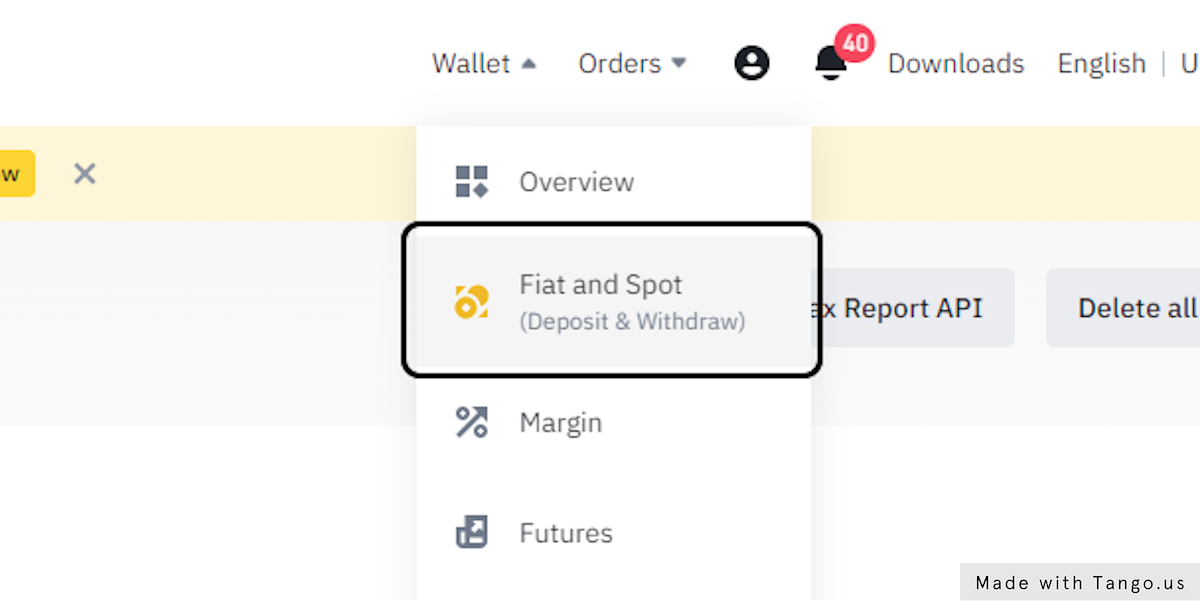 Wallet Orders 40 Downloads English | U
w
Overview
Fiat and Spot
(Deposit & Withdraw)
ax Report API Delete all
Margin
Futures
Made with Tango.us